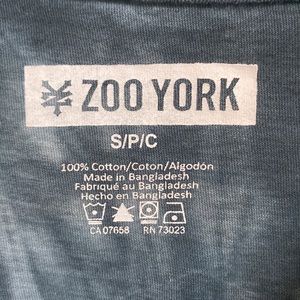 ZOO YORK
S/P/C
100% Cotton/Coton/Algodón
Made in Bangladesh
Fabriqué au Bangladesh
Hecho en Bangladesh
CA 07658 RN 73023